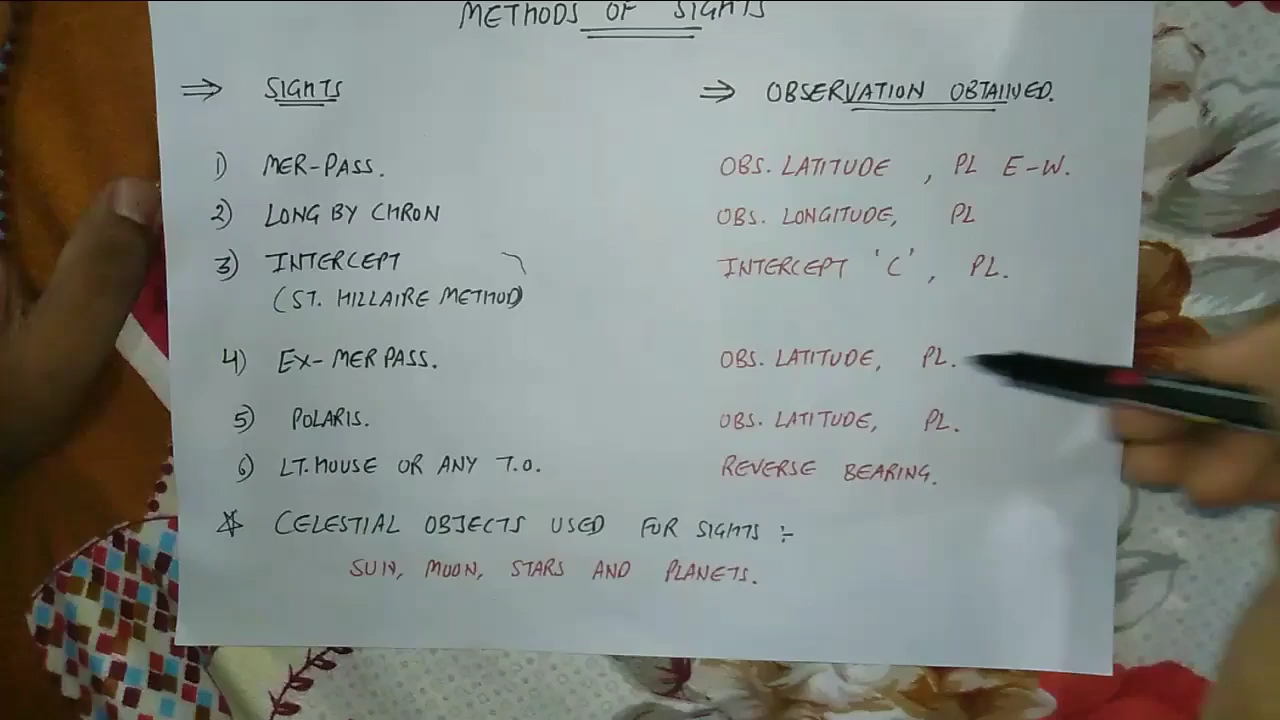 METHODS OF SIGHTS
⇒ SIGHTS ⇒ OBSERVATION OBTAINED.
1) MER-PASS. OBS. LATITUDE , PL E-W.
2) LONG BY CHRON OBS. LONGITUDE, PL
3) INTERCEPT INTERCEPT 'C', PL.
(ST. HILLAIRE METHOD)
4) EX-MER PASS. OBS. LATITUDE, PL.
5) POLARIS. OBS. LATITUDE, PL.
6) LT. HOUSE OR ANY T.O. REVERSE BEARING.
☆ CELESTIAL OBJECTS USED FOR SIGHTS :-
SUN, MOON, STARS AND PLANETS.